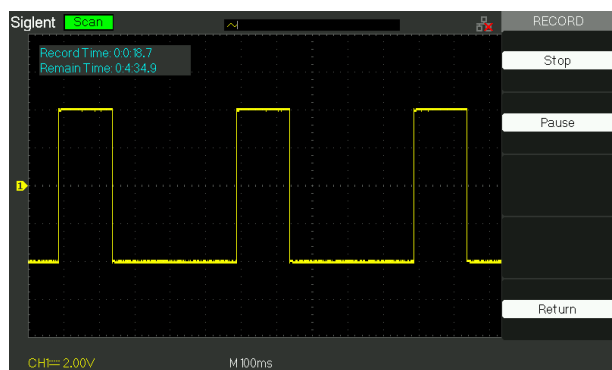 Siglent Scan RECORD
Record Time: 0:0:18.7
Remain Time: 0:4:34.9
Stop
Pause
1
Return
CH1 2.00V M 100ms